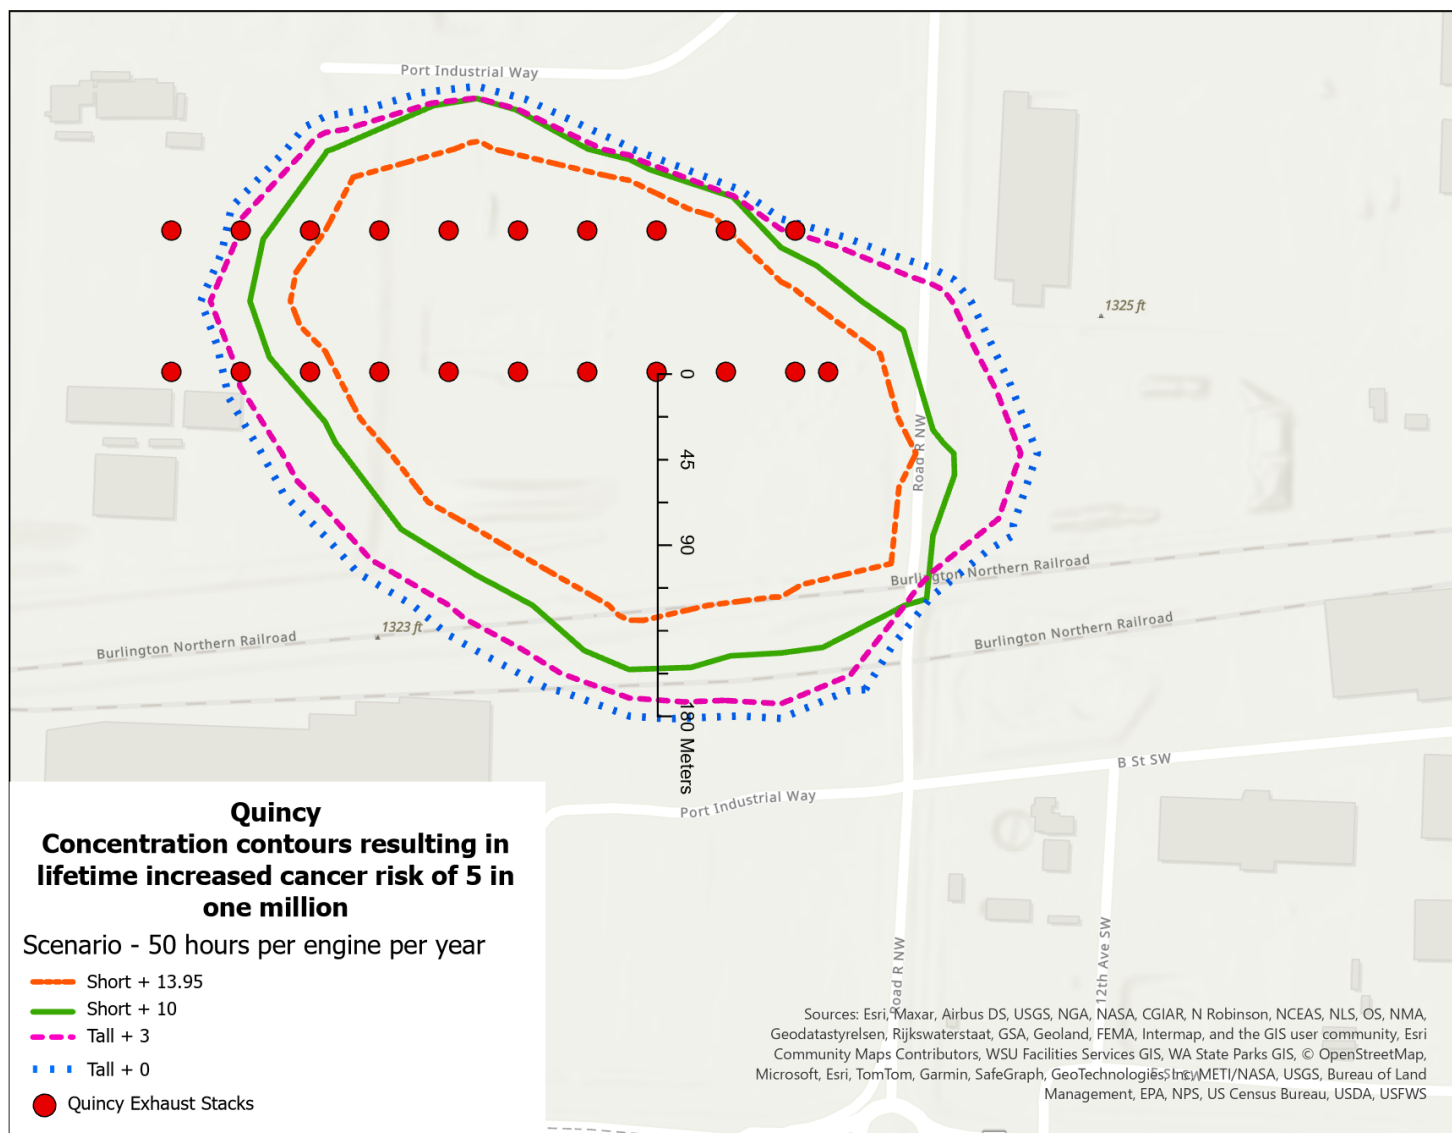 Port Industrial Way
1325 ft
0
45
Road R NW
90
Burlington Northern Railroad
1323 ft
Burlington Northern Railroad
Burlington Northern Railroad
180 Meters
B St SW
Port Industrial Way
Quincy
Concentration contours resulting in
lifetime increased cancer risk of 5 in
one million
Scenario - 50 hours per engine per year
Short + 13.95
Short + 10
Tall + 3
Tall + 0
Quincy Exhaust Stacks
Road R NW
12th Ave SW
Sources: Esri, Maxar, Airbus DS, USGS, NGA, NASA, CGIAR, N Robinson, NCEAS, NLS, OS, NMA,
Geodatastyrelsen, Rijkswaterstaat, GSA, Geoland, FEMA, Intermap, and the GIS user community, Esri
Community Maps Contributors, WSU Facilities Services GIS, WA State Parks GIS, © OpenStreetMap,
Microsoft, Esri, TomTom, Garmin, SafeGraph, GeoTechnologies, Inc, METI/NASA, USGS, Bureau of Land
Management, EPA, NPS, US Census Bureau, USDA, USFWS